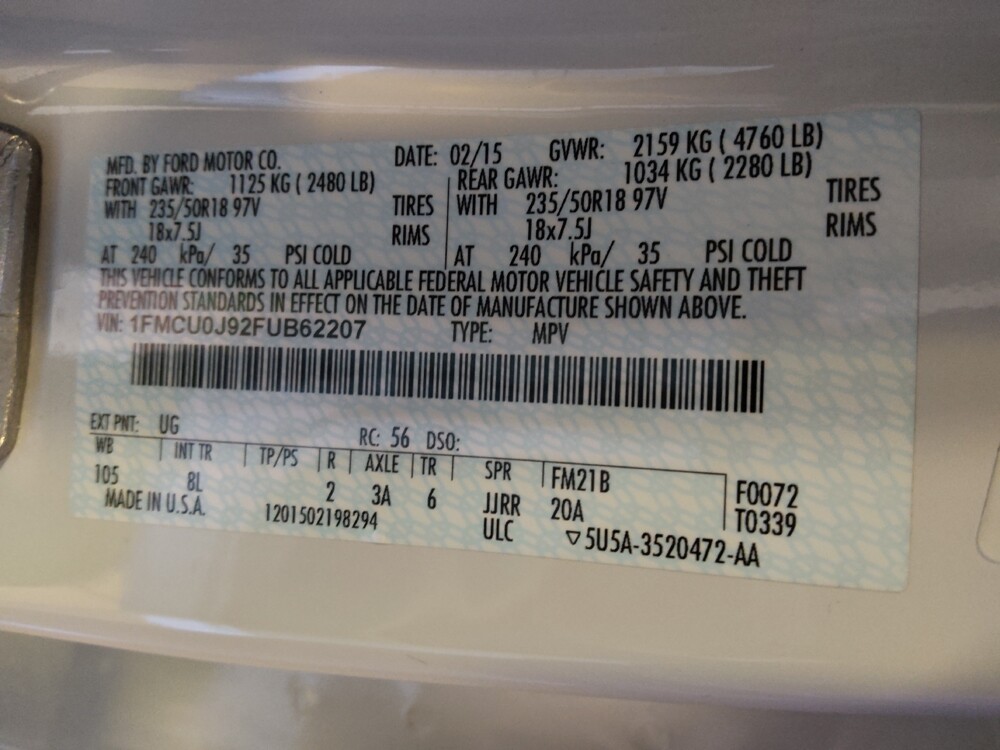 MFD. BY FORD MOTOR CO. DATE: 02/15 GVWR: 2159 KG ( 4760 LB)
FRONT GAWR: 1125 KG ( 2480 LB) REAR GAWR: 1034 KG ( 2280 LB)
WITH 235/50R18 97V TIRES WITH 235/50R18 97V TIRES
18x7.5J RIMS 18x7.5J RIMS
AT 240 kPa/ 35 PSI COLD AT 240 kPa/ 35 PSI COLD
THIS VEHICLE CONFORMS TO ALL APPLICABLE FEDERAL MOTOR VEHICLE SAFETY AND THEFT
PREVENTION STANDARDS IN EFFECT ON THE DATE OF MANUFACTURE SHOWN ABOVE.
VIN: 1FMCU0J92FUB62207 TYPE: MPV
EXT PNT: UG RC: 56 DSO:
WB INT TR TP/PS R AXLE TR SPR FM21B F0072
105 8L 2 3A 6 JJRR 20A T0339
MADE IN U.S.A. 1201502198294 ULC ▽5U5A-3520472-AA